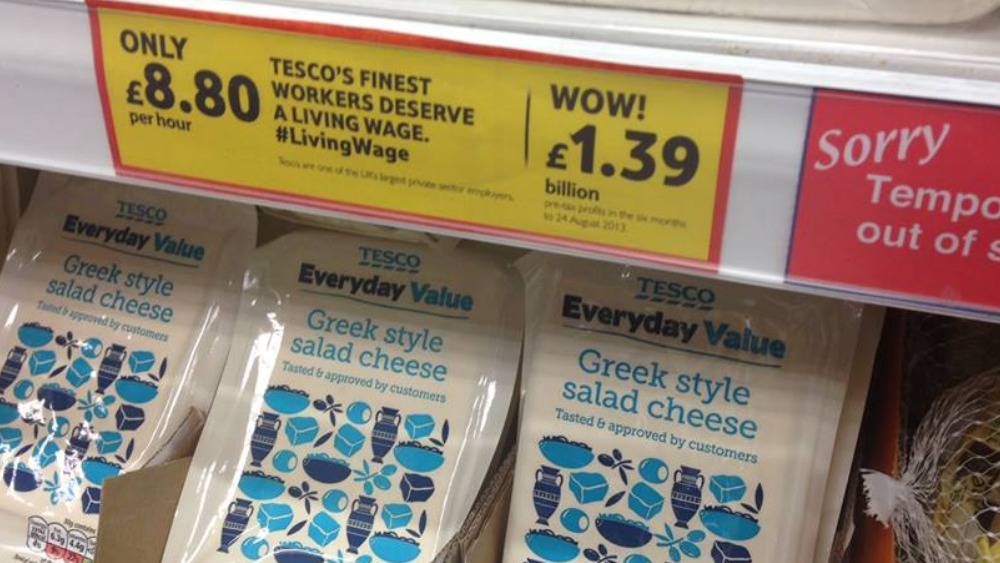 ONLY
£8.80
per hour
TESCO'S FINEST
WORKERS DESERVE
A LIVING WAGE.
#LivingWage
Tesco's are one of the UK's largest private sector employers.
WOW!
£1.39
billion
pre-tax profits in the six months
to 24 August 2013
Sorry
Tempo
out of s
TESCO
Everyday Value
Greek style
salad cheese
Tasted & approved by customers
TESCO
Everyday Value
Greek style
salad cheese
Tasted & approved by customers
TESCO
Everyday Value
Greek style
salad cheese
Tasted & approved by customers